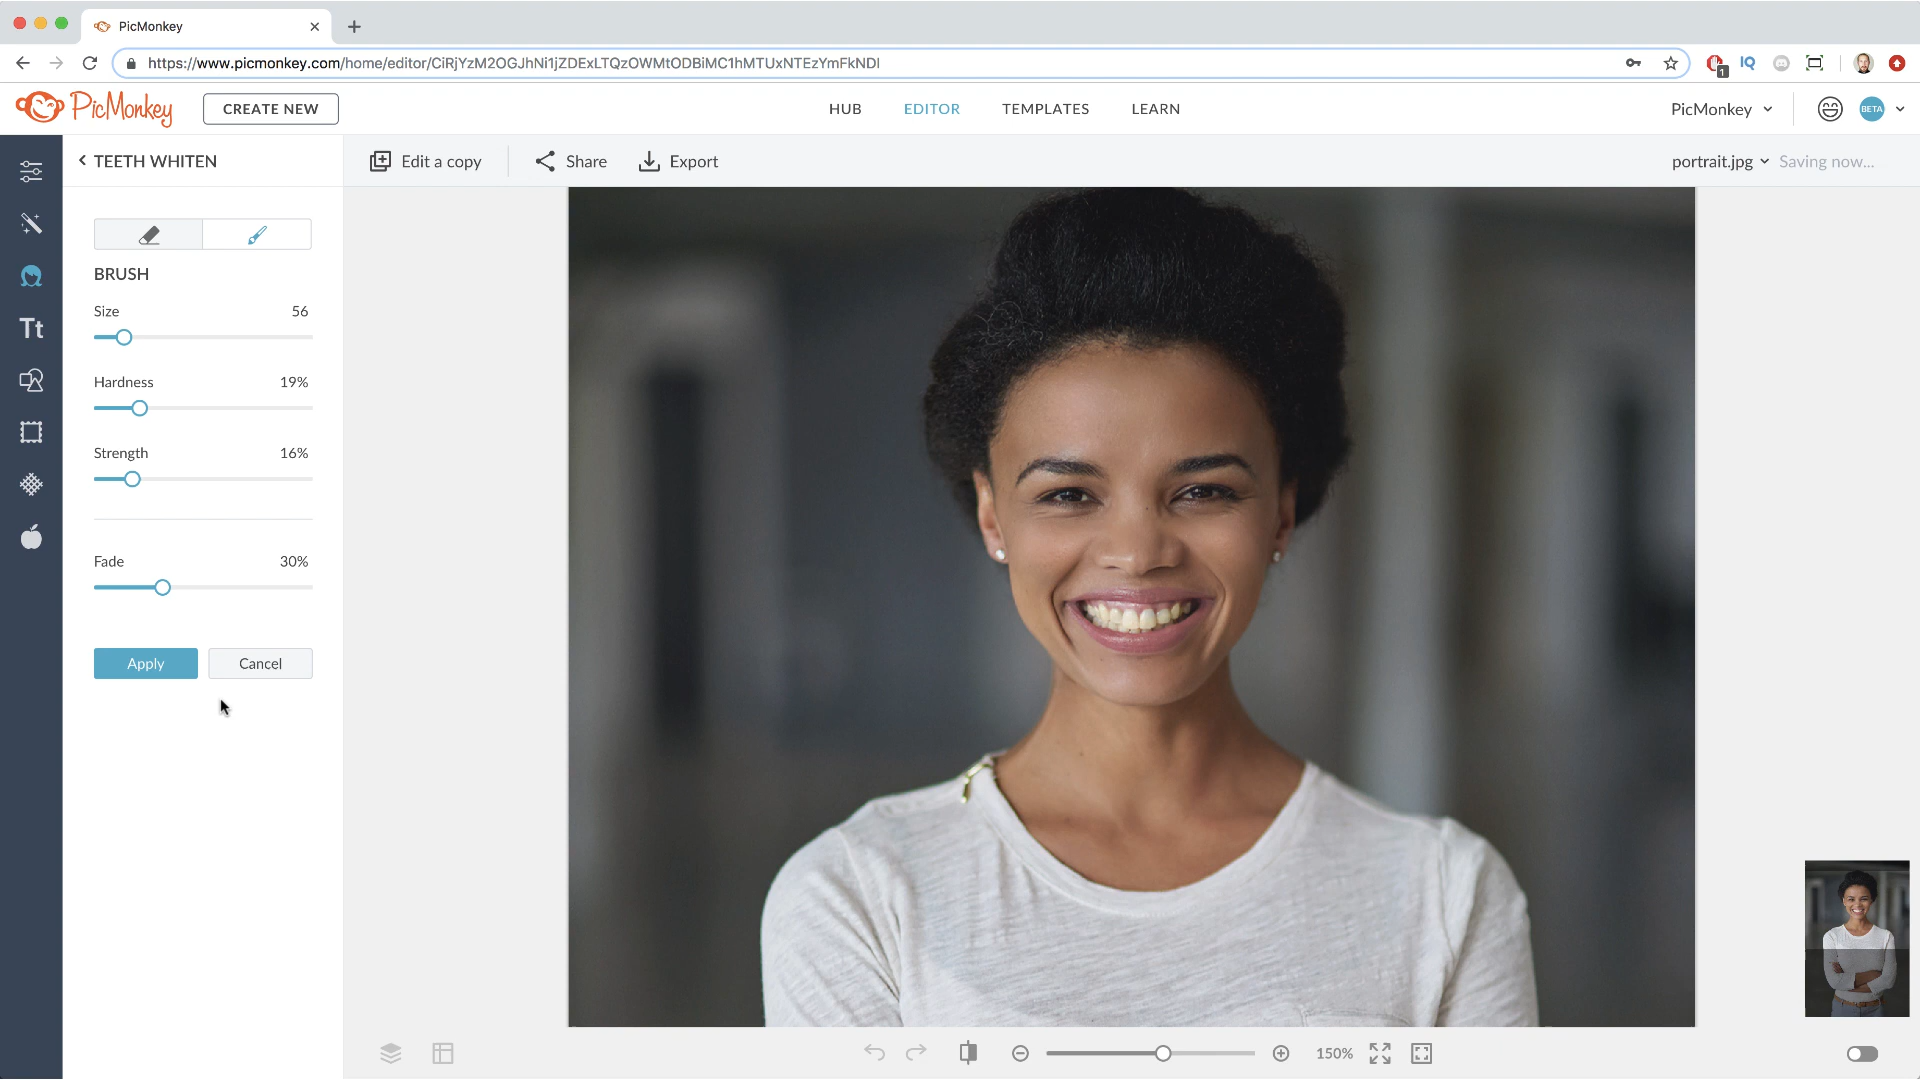 PicMonkey
https://www.picmonkey.com/home/editor/CiRjYzM2OGJhNi1jZDExLTQzOWMtODBiMC1hMTUxNTEzYmFkNDI
1
IQ
PicMonkey
CREATE NEW
HUB
EDITOR
TEMPLATES
LEARN
PicMonkey
BETA
TEETH WHITEN
Edit a copy
Share
Export
portrait.jpg
Saving now...
BRUSH
Size 56
Hardness 19%
Tt
Strength 16%
Fade 30%
Apply
Cancel
150%